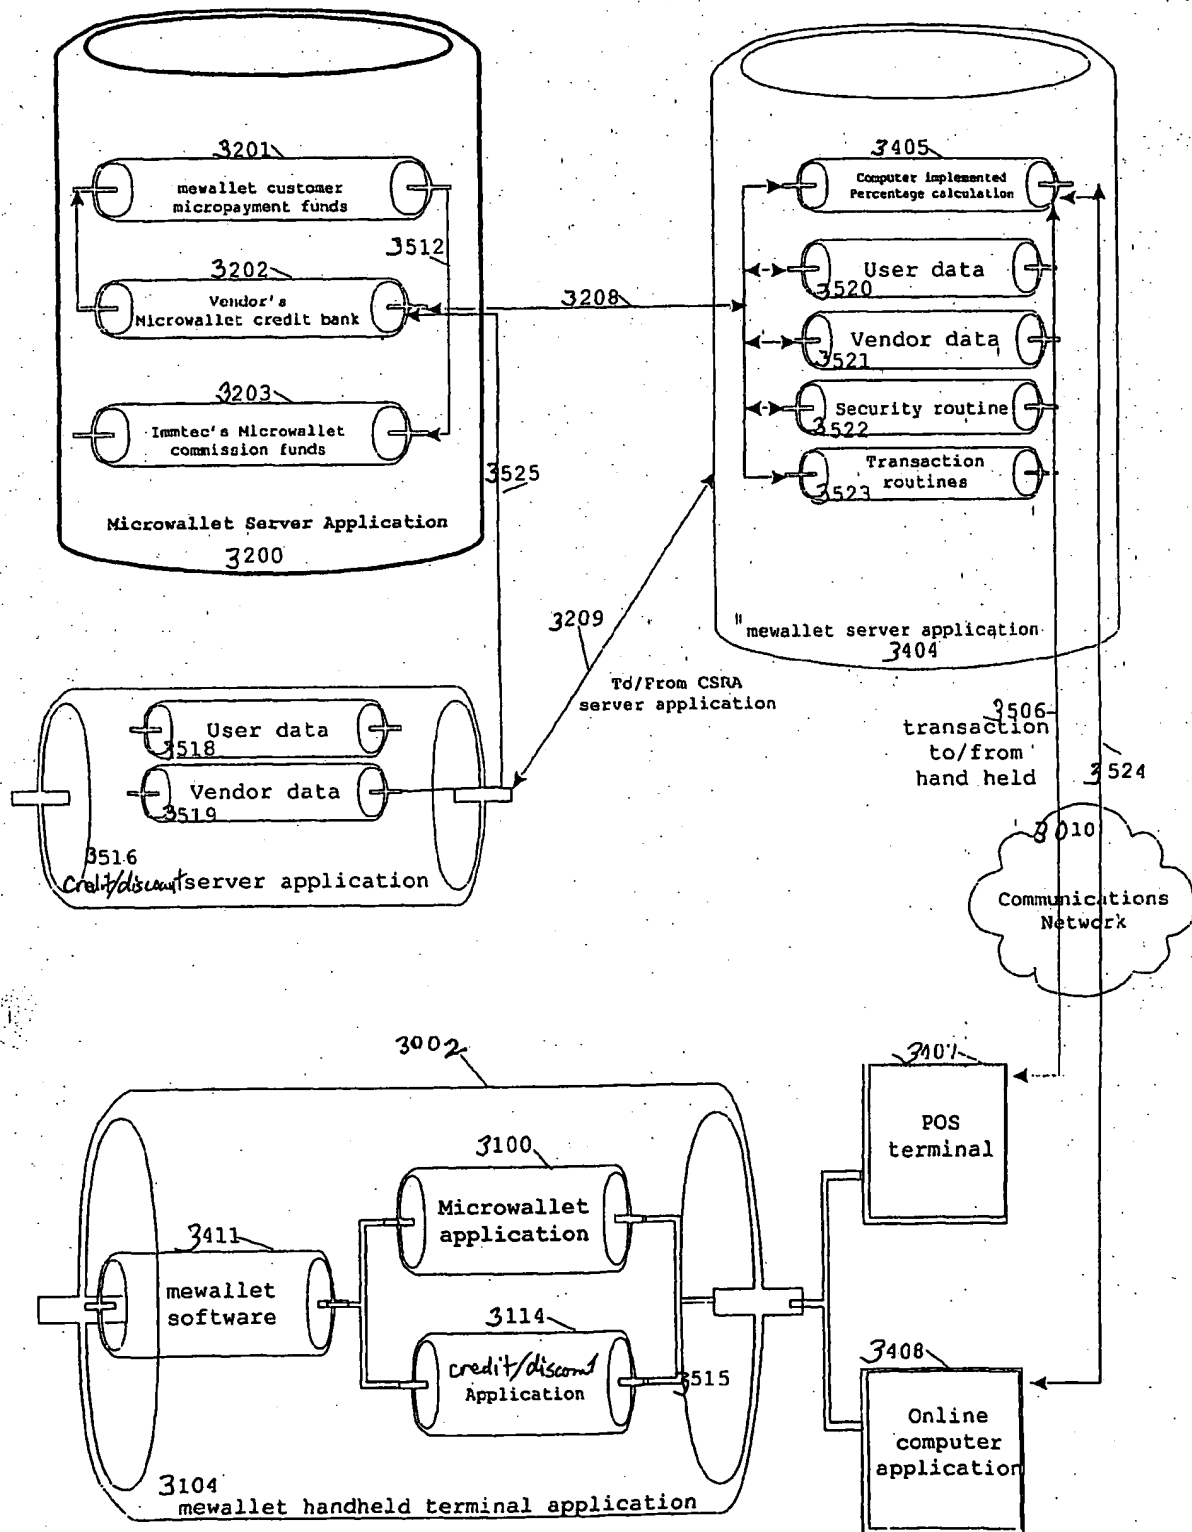 3201
mewallet customer
micropayment funds
3512
3202
Vendor's
Microwallet credit bank
3203
Immtec's Microwallet
commission funds
Microwallet Server Application
3200
3208
3525
3405
Computer implemented
Percentage calculation
User data
3520
Vendor data
3521
Security routine
3522
Transaction
routines
3523
mewallet server application
3404
3209
To/From CSRA
server application
User data
3518
Vendor data
3519
3516
credit/discount server application
3506
transaction
to/from
hand held
3524
3010
Communications
Network
3002
3411
mewallet
software
3100
Microwallet
application
3114
credit/discount
Application
3515
3104
mewallet handheld terminal application
3407
POS
terminal
3408
Online
computer
application